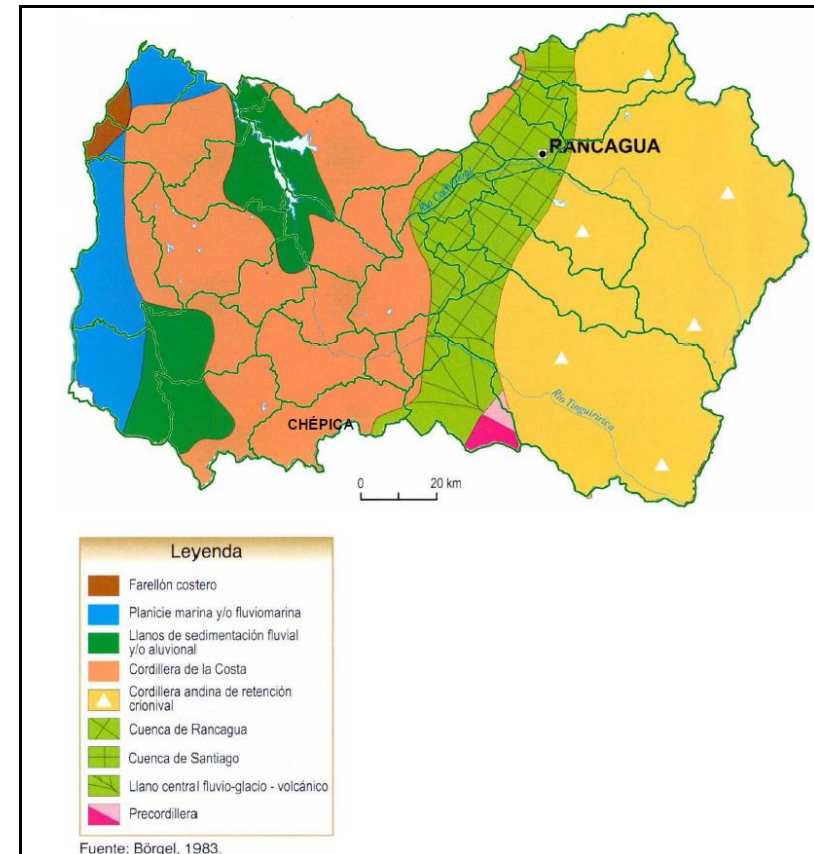 RANCAGUA
Río Cachapoal
Río Tinguiririca
CHÉPICA
0 20 km
Leyenda
Farellón costero
Planicie marina y/o fluviomarina
Llanos de sedimentación fluvial
y/o aluvional
Cordillera de la Costa
Cordillera andina de retención
crionival
Cuenca de Rancagua
Cuenca de Santiago
Llano central fluvio-glacio - volcánico
Precordillera
Fuente: Börgel, 1983.